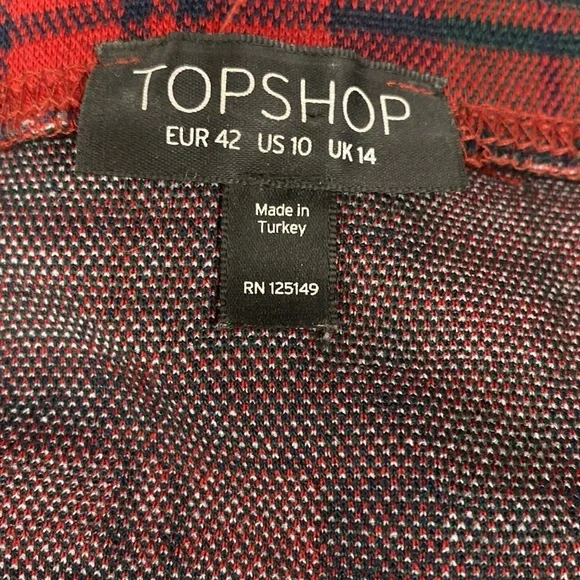 TOPSHOP
EUR 42 US 10 UK 14
Made in
Turkey
RN 125149